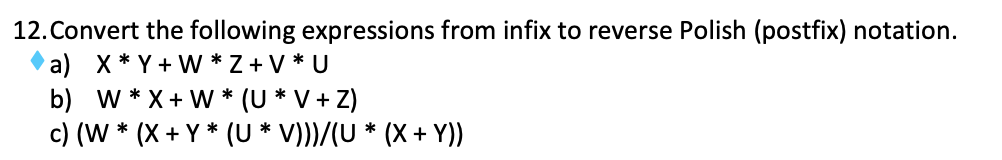 12. Convert the following expressions from infix to reverse Polish (postfix) notation.
a) X * Y + W * Z + V * U
b) W * X + W * (U * V + Z)
c) (W * (X + Y * (U * V)))/(U * (X + Y))